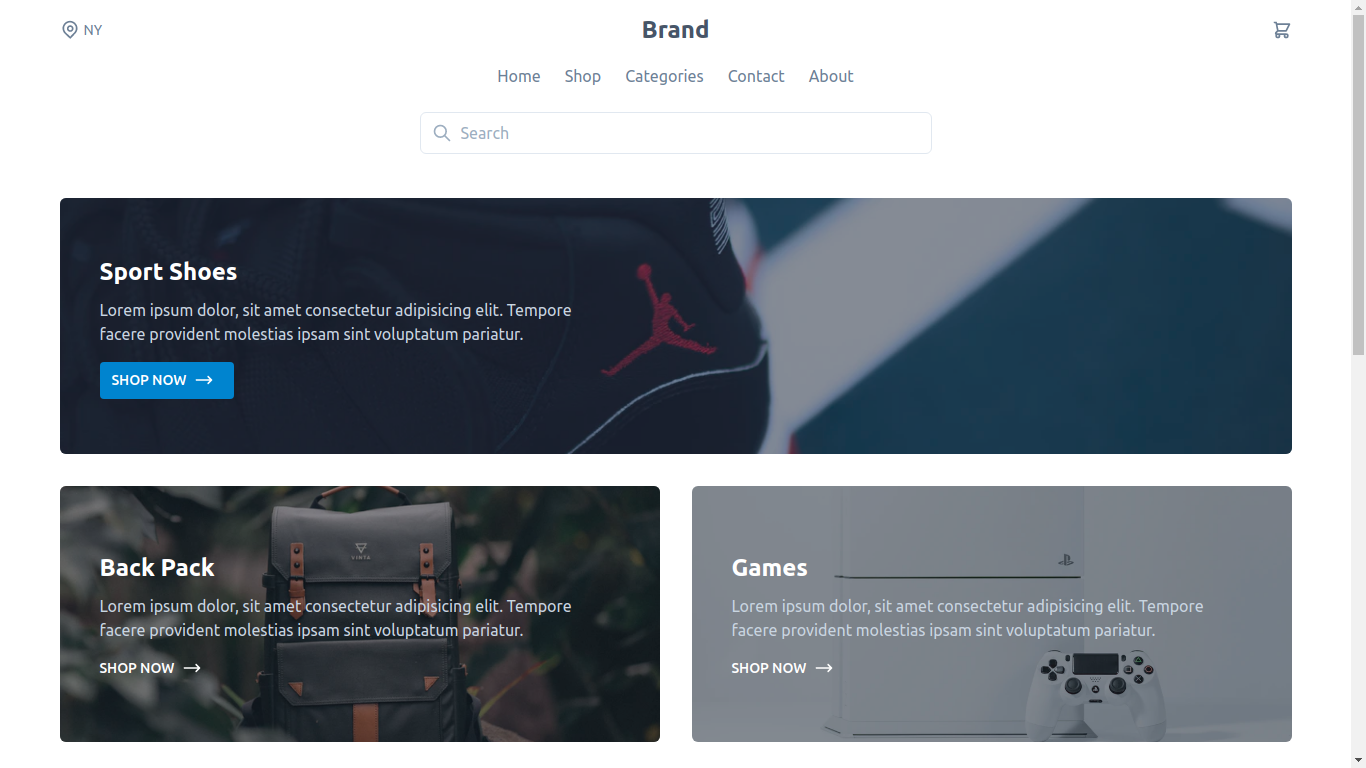 NY
Brand
Home Shop Categories Contact About
Search
Sport Shoes
Lorem ipsum dolor, sit amet consectetur adipisicing elit. Tempore
facere provident molestias ipsam sint voluptatum pariatur.
SHOP NOW
VINTA
Back Pack
Lorem ipsum dolor, sit amet consectetur adipisicing elit. Tempore
facere provident molestias ipsam sint voluptatum pariatur.
SHOP NOW
Games
Lorem ipsum dolor, sit amet consectetur adipisicing elit. Tempore
facere provident molestias ipsam sint voluptatum pariatur.
SHOP NOW